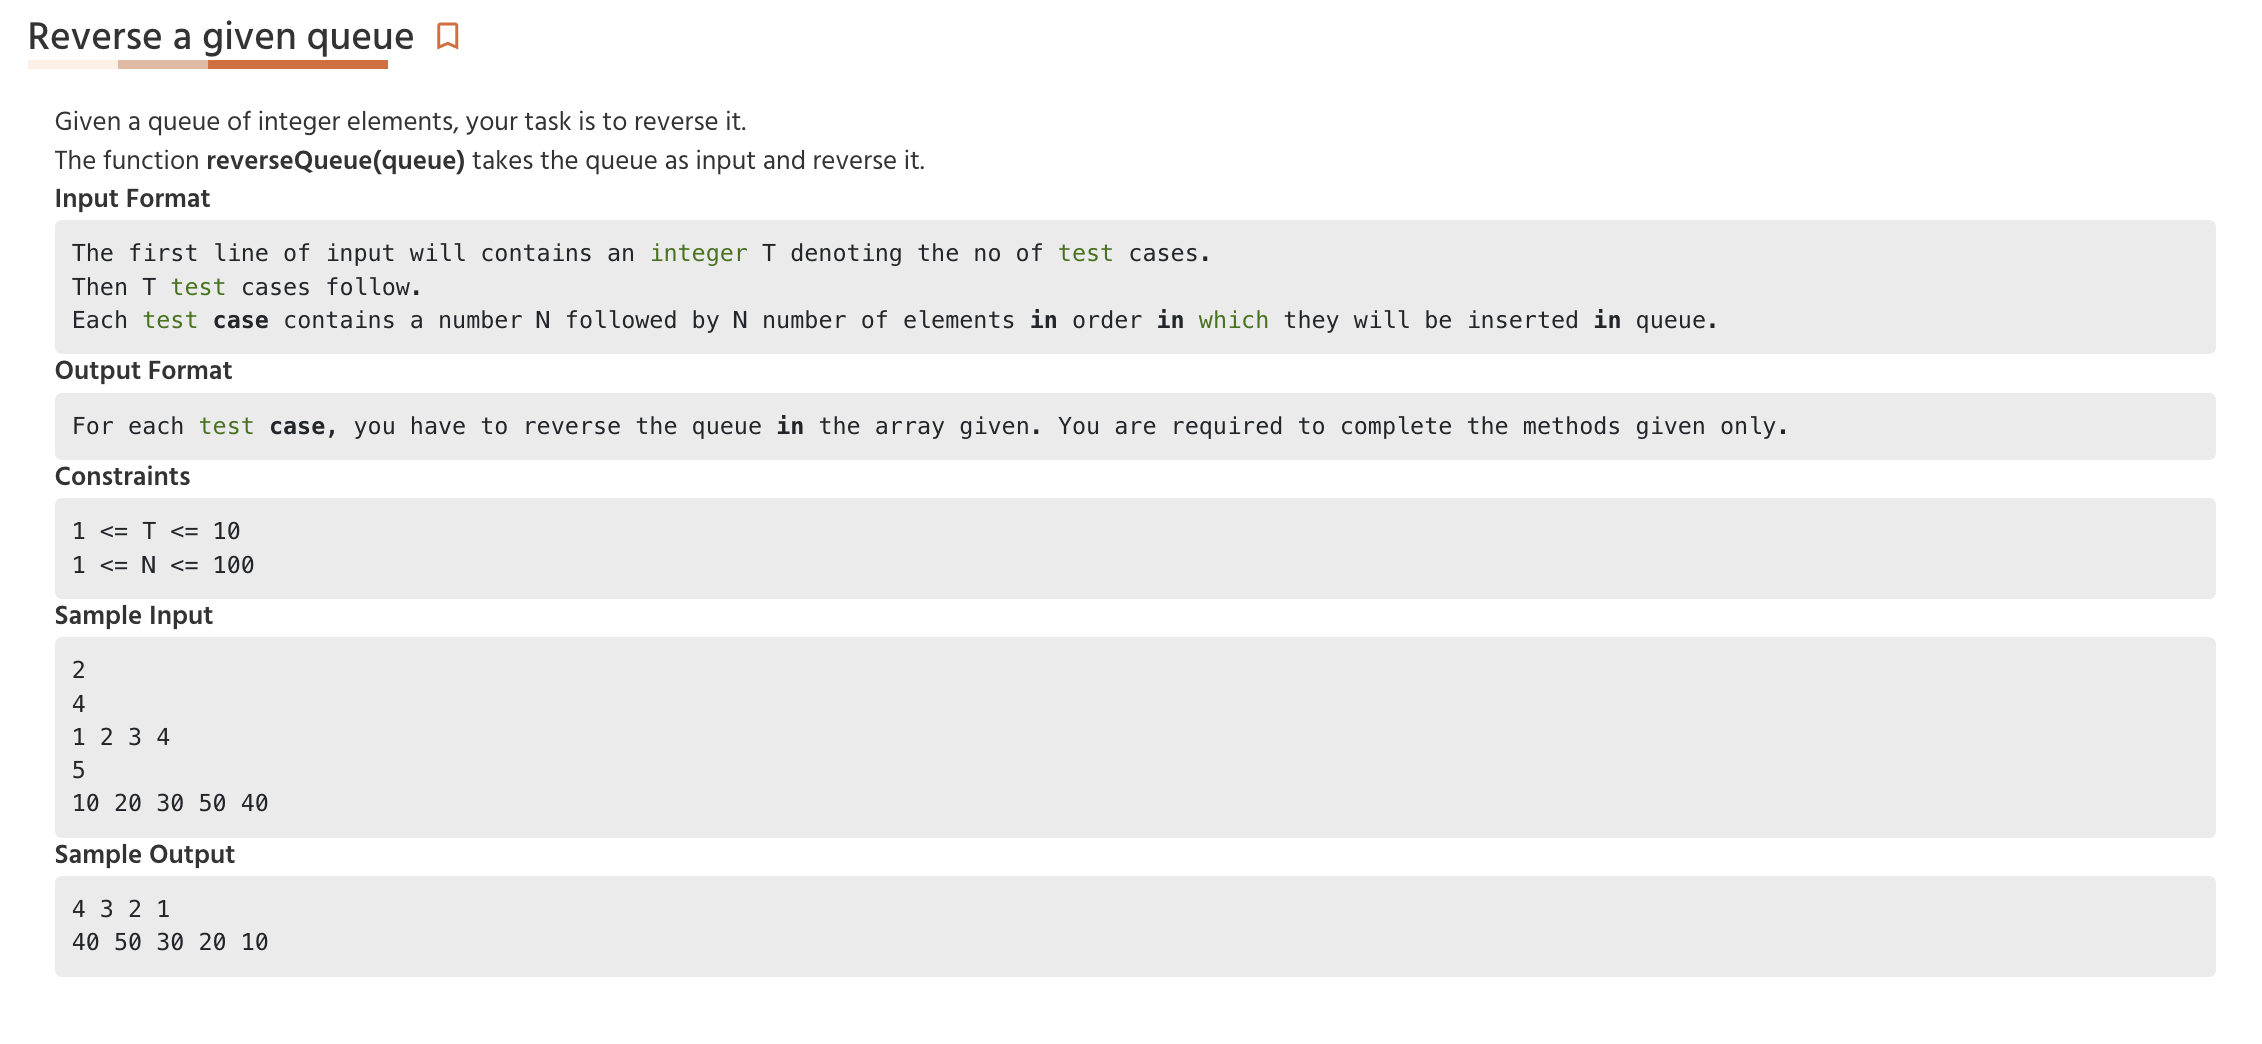 Reverse a given queue
Given a queue of integer elements, your task is to reverse it.
The function reverseQueue(queue) takes the queue as input and reverse it.
Input Format
The first line of input will contains an integer T denoting the no of test cases.
Then T test cases follow.
Each test case contains a number N followed by N number of elements in order in which they will be inserted in queue.
Output Format
For each test case, you have to reverse the queue in the array given. You are required to complete the methods given only.
Constraints
1 <= T <= 10
1 <= N <= 100
Sample Input
2
4
1 2 3 4
5
10 20 30 50 40
Sample Output
4 3 2 1
40 50 30 20 10